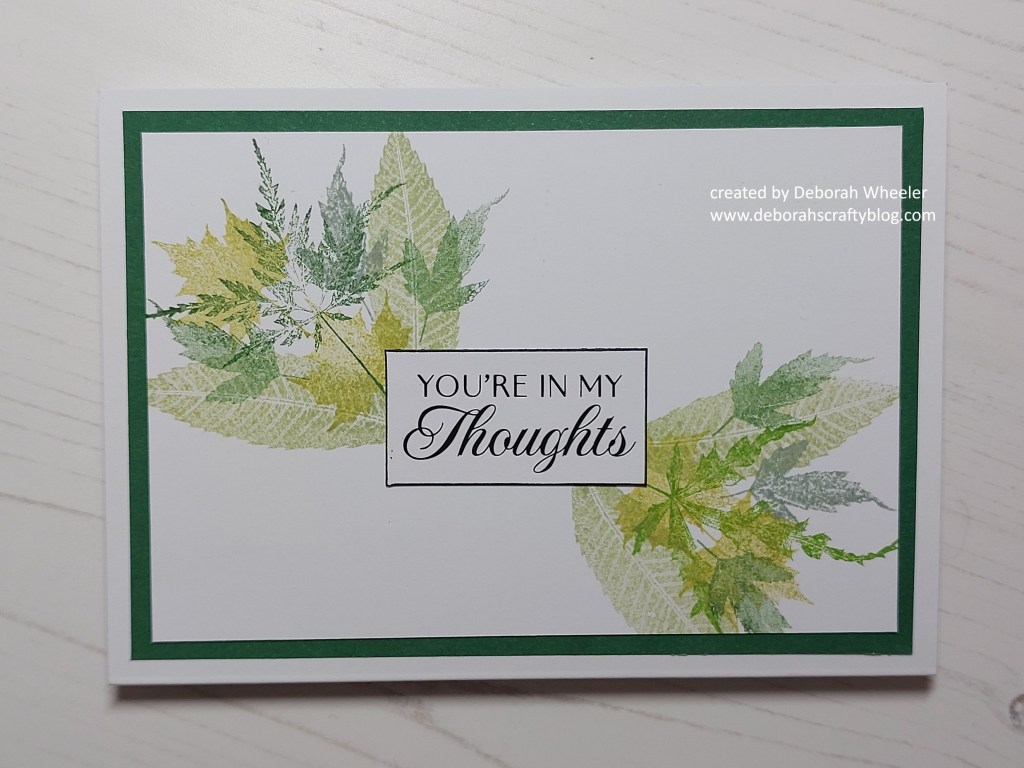 created by Deborah Wheeler
www.deborahscraftyblog.com
YOU'RE IN MY
Thoughts